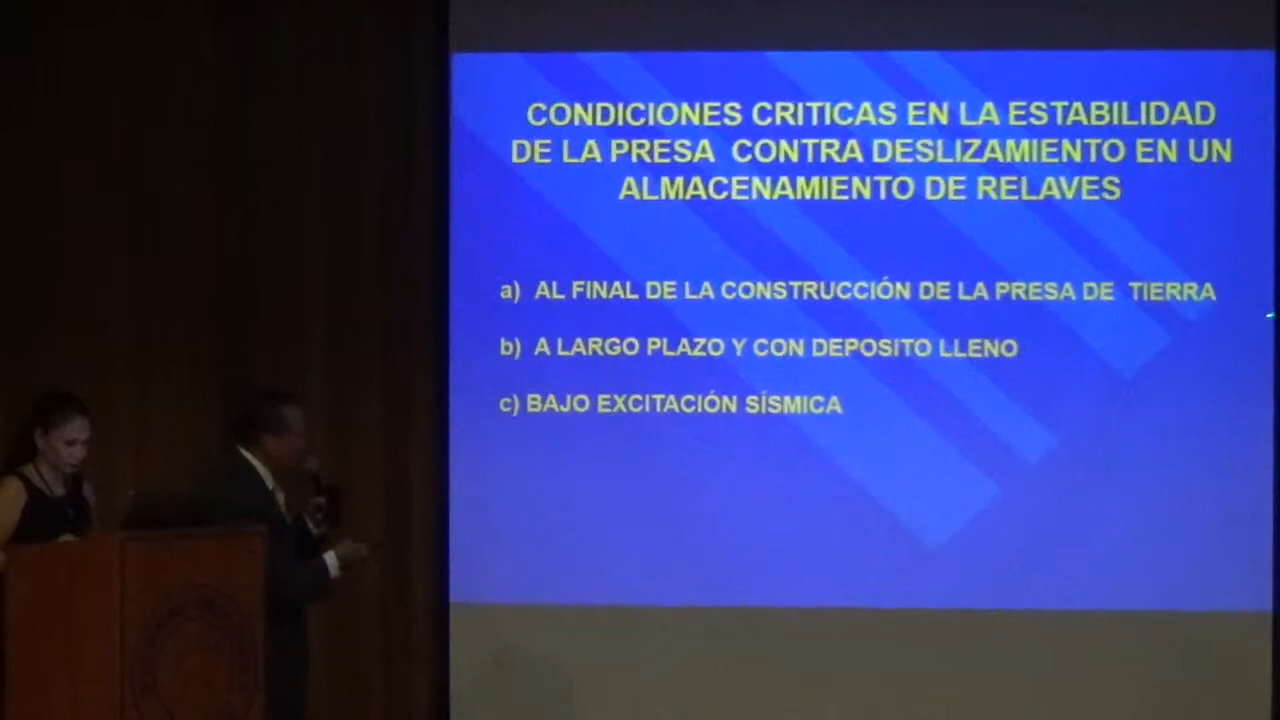 CONDICIONES CRITICAS EN LA ESTABILIDAD
DE LA PRESA CONTRA DESLIZAMIENTO EN UN
ALMACENAMIENTO DE RELAVES
a) AL FINAL DE LA CONSTRUCCIÓN DE LA PRESA DE TIERRA
b) A LARGO PLAZO Y CON DEPOSITO LLENO
c) BAJO EXCITACIÓN SÍSMICA